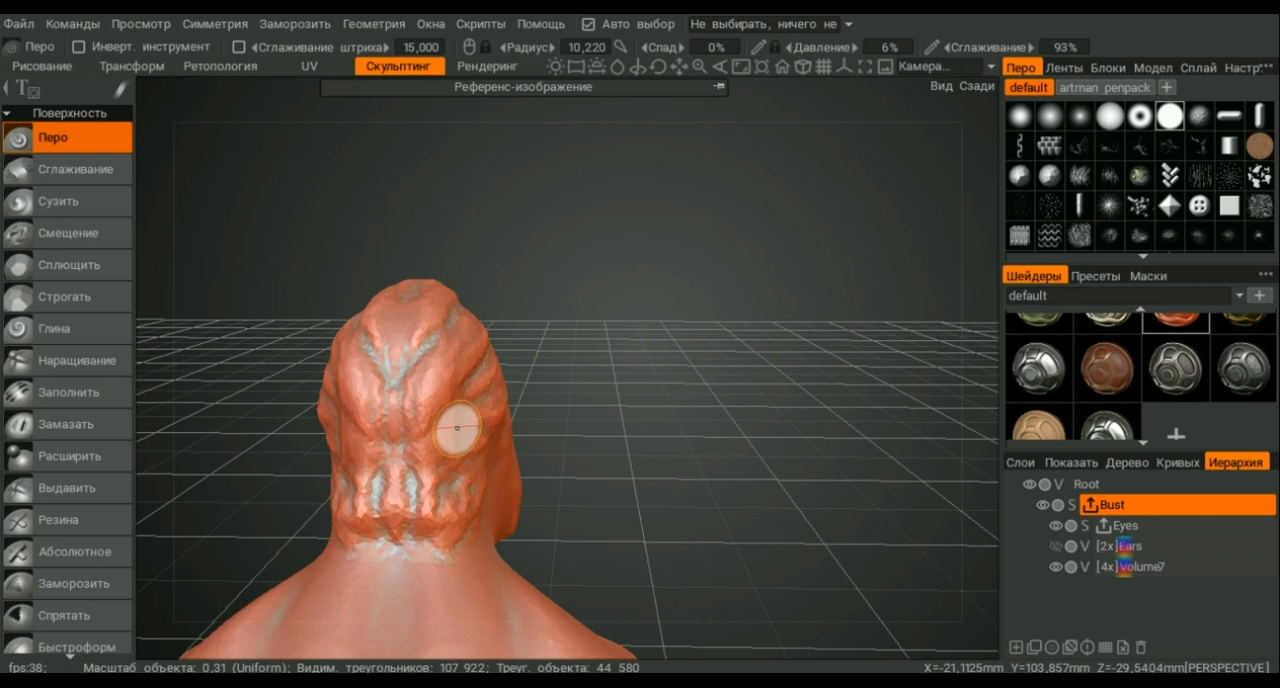 Файл Команды Просмотр Симметрия Заморозить Геометрия Окна Скрипты Помощь Авто выбор Не выбирать, ничего не
Перо Инверт. инструмент Сглаживание штриха 15,000 Радиус 10,220 Спад 0% Давление 6% Сглаживание 93%
Рисование Трансформ Ретопология UV Скульптинг Рендеринг Камера...
Перо Ленты Блоки Модел Сплай Настр
Референс-изображение
Вид Сзади
default artman penpack
Поверхность
Перо
Сглаживание
Сузить
Смещение
Сплющить
Строгать
Глина
Наращивание
Заполнить
Замазать
Расширить
Выдавить
Резина
Абсолютное
Заморозить
Спрятать
Быстроформ
Шейдеры Пресеты Маски
default
Слои Показать Дерево Кривых Иерархия
V Root
S Bust
S Eyes
V [2x]Ears
V [4x]Volume7
fps:38; Масштаб объекта: 0,31 (Uniform); Видим. треугольников: 107 922; Треуг. объекта: 44 580
X=-21,1125mm Y=103,857mm Z=-29,5404mm[PERSPECTIVE]